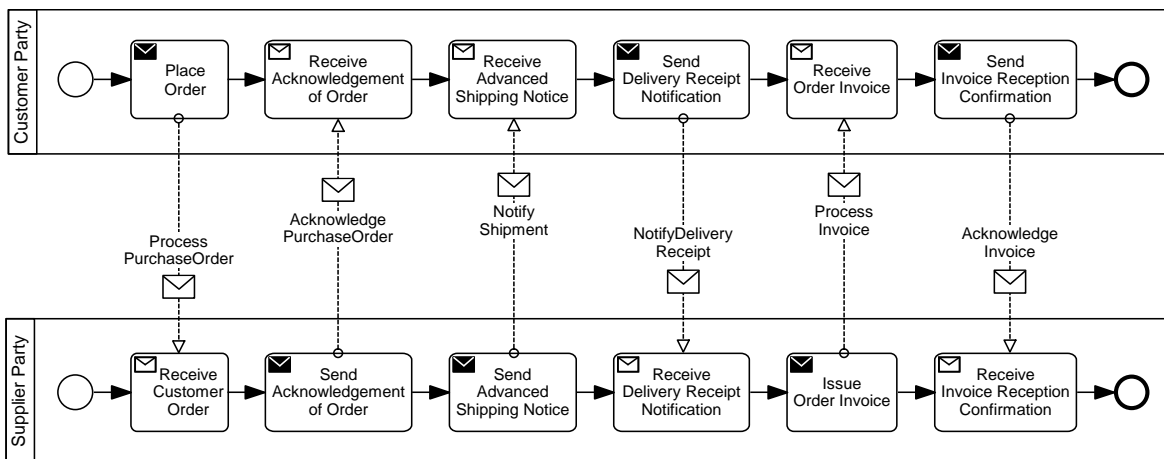 Customer Party
Place
Order
Receive
Acknowledgement
of Order
Receive
Advanced
Shipping Notice
Send
Delivery Receipt
Notification
Receive
Order Invoice
Send
Invoice Reception
Confirmation
Process
PurchaseOrder
Acknowledge
PurchaseOrder
Notify
Shipment
NotifyDelivery
Receipt
Process
Invoice
Acknowledge
Invoice
Supplier Party
Receive
Customer
Order
Send
Acknowledgement
of Order
Send
Advanced
Shipping Notice
Receive
Delivery Receipt
Notification
Issue
Order Invoice
Receive
Invoice Reception
Confirmation